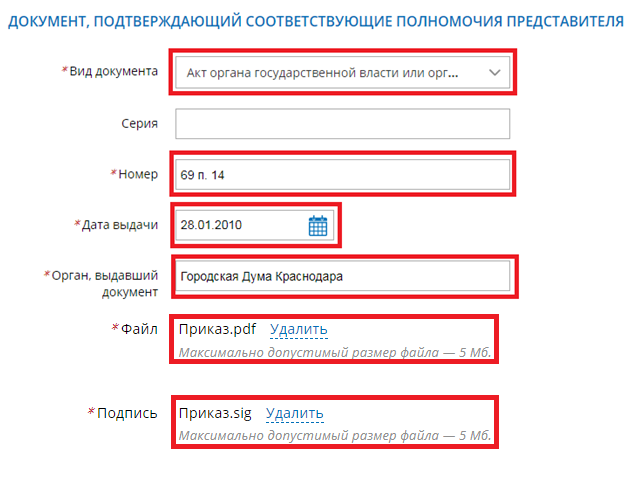 ДОКУМЕНТ, ПОДТВЕРЖДАЮЩИЙ СООТВЕТСТВУЮЩИЕ ПОЛНОМОЧИЯ ПРЕДСТАВИТЕЛЯ
*Вид документа Акт органа государственной власти или орг...
Серия
*Номер 69 п. 14
*Дата выдачи 28.01.2010
*Орган, выдавший документ Городская Дума Краснодара
*Файл Приказ.pdf Удалить
Максимально допустимый размер файла — 5 Мб.
*Подпись Приказ.sig Удалить
Максимально допустимый размер файла — 5 Мб.